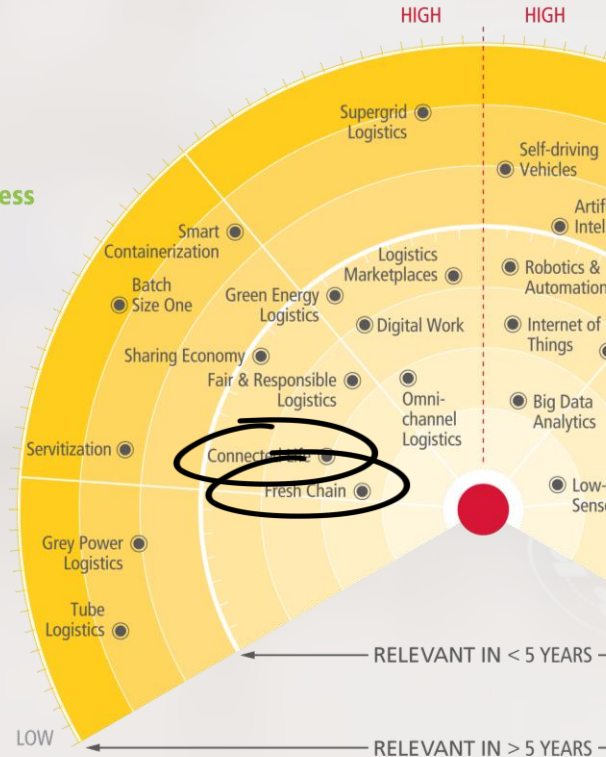 HIGH
HIGH
Supergrid
Logistics
Self-driving
Vehicles
ess
Artif
Intel
Smart
Containerization
Logistics
Marketplaces
Robotics &
Automation
Batch
Size One
Green Energy
Logistics
Digital Work
Internet of
Things
Sharing Economy
Fair & Responsible
Logistics
Omni-
channel
Logistics
Big Data
Analytics
Servitization
Connected Life
Fresh Chain
Low-
Sense
Grey Power
Logistics
Tube
Logistics
RELEVANT IN < 5 YEARS
LOW
RELEVANT IN > 5 YEARS